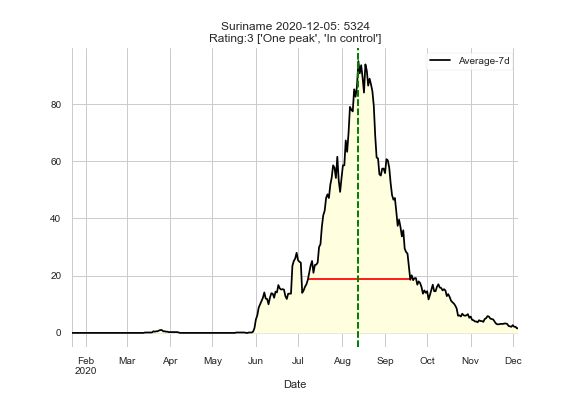 Suriname 2020-12-05: 5324
Rating:3 ['One peak', 'In control']
Average-7d
80
60
40
20
0
Feb Mar Apr May Jun Jul Aug Sep Oct Nov Dec
2020
Date